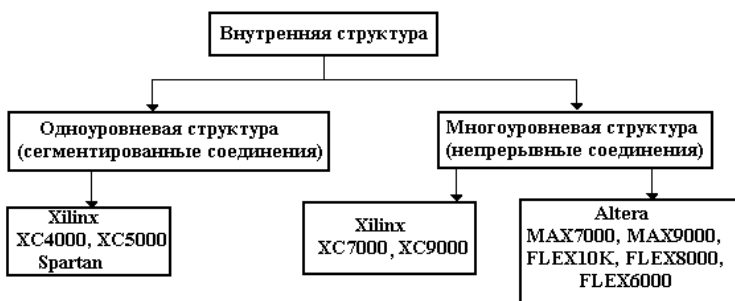 Внутренняя структура
Одноуровневая структура
(сегментированные соединения)
Многоуровневая структура
(непрерывные соединения)
Xilinx
XC4000, XC5000
Spartan
Xilinx
XC7000, XC9000
Altera
MAX7000, MAX9000,
FLEX10K, FLEX8000,
FLEX6000